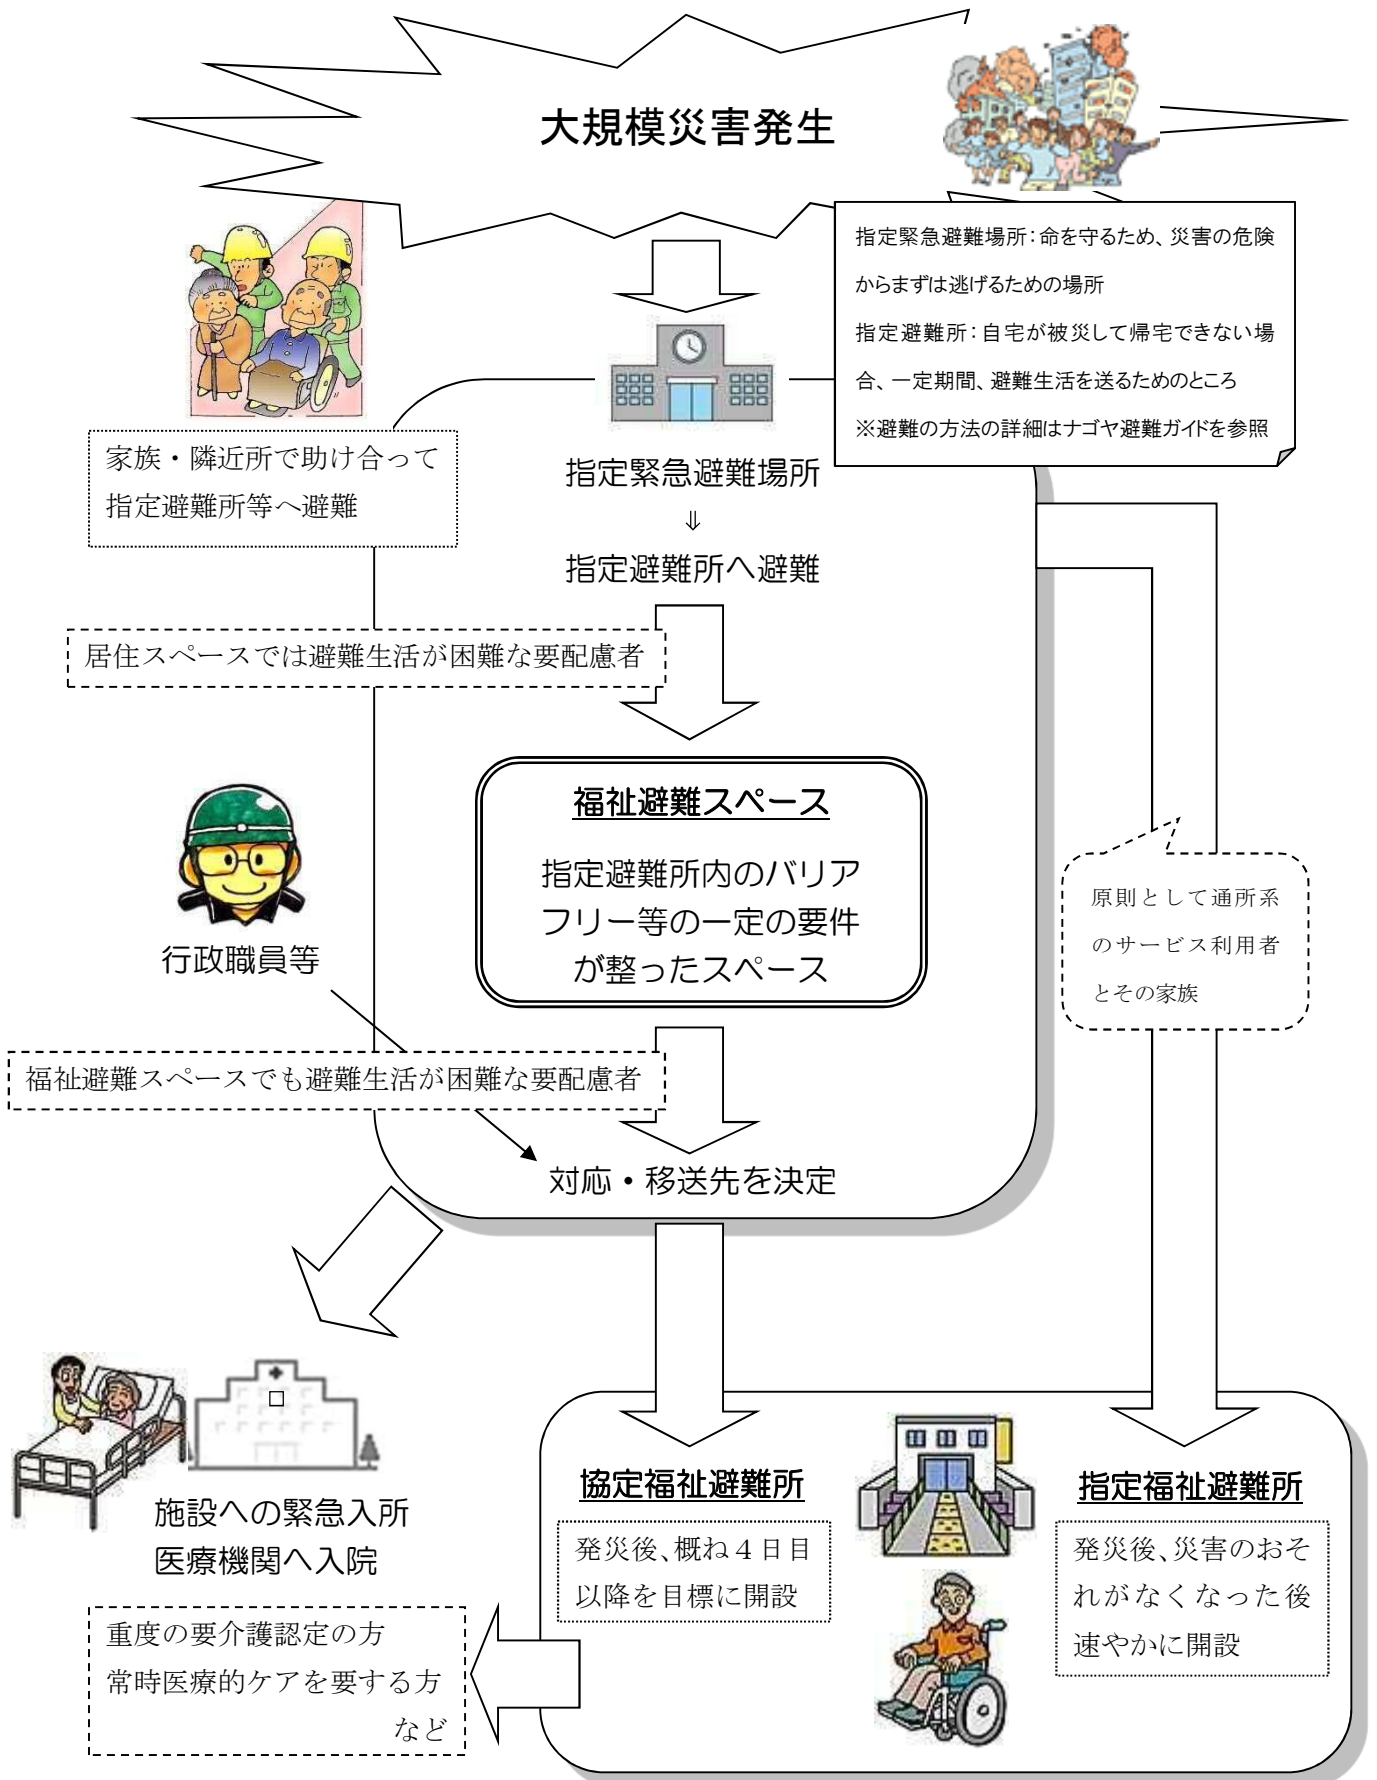 大規模災害発生
指定緊急避難場所：命を守るため、災害の危険
からまずは逃げるための場所
指定避難所：自宅が被災して帰宅できない場
合、一定期間、避難生活を送るためのところ
※避難の方法の詳細はナゴヤ避難ガイドを参照
家族・隣近所で助け合って
指定避難所等へ避難
指定緊急避難場所
⇓
指定避難所へ避難
居住スペースでは避難生活が困難な要配慮者
福祉避難スペース
指定避難所内のバリア
フリー等の一定の要件
が整ったスペース
行政職員等
原則として通所系
のサービス利用者
とその家族
福祉避難スペースでも避難生活が困難な要配慮者
対応・移送先を決定
施設への緊急入所
医療機関へ入院
重度の要介護認定の方
常時医療的ケアを要する方
など
協定福祉避難所
発災後、概ね４日目
以降を目標に開設
指定福祉避難所
発災後、災害のおそ
れがなくなった後
速やかに開設